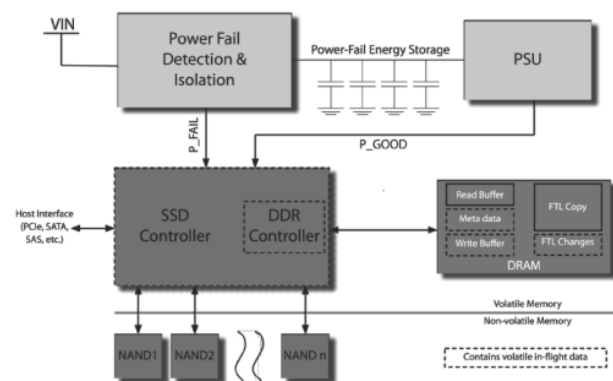 VIN
Power Fail
Detection &
Isolation
Power-Fail Energy Storage
PSU
P_FAIL
P_GOOD
Host Interface
(PCIe, SATA,
SAS, etc.)
SSD
Controller
DDR
Controller
Read Buffer
Meta data
Write Buffer
FTL Copy
FTL Changes
DRAM
Volatile Memory
Non-volatile Memory
NAND1
NAND2
NAND n
Contains volatile in-flight data